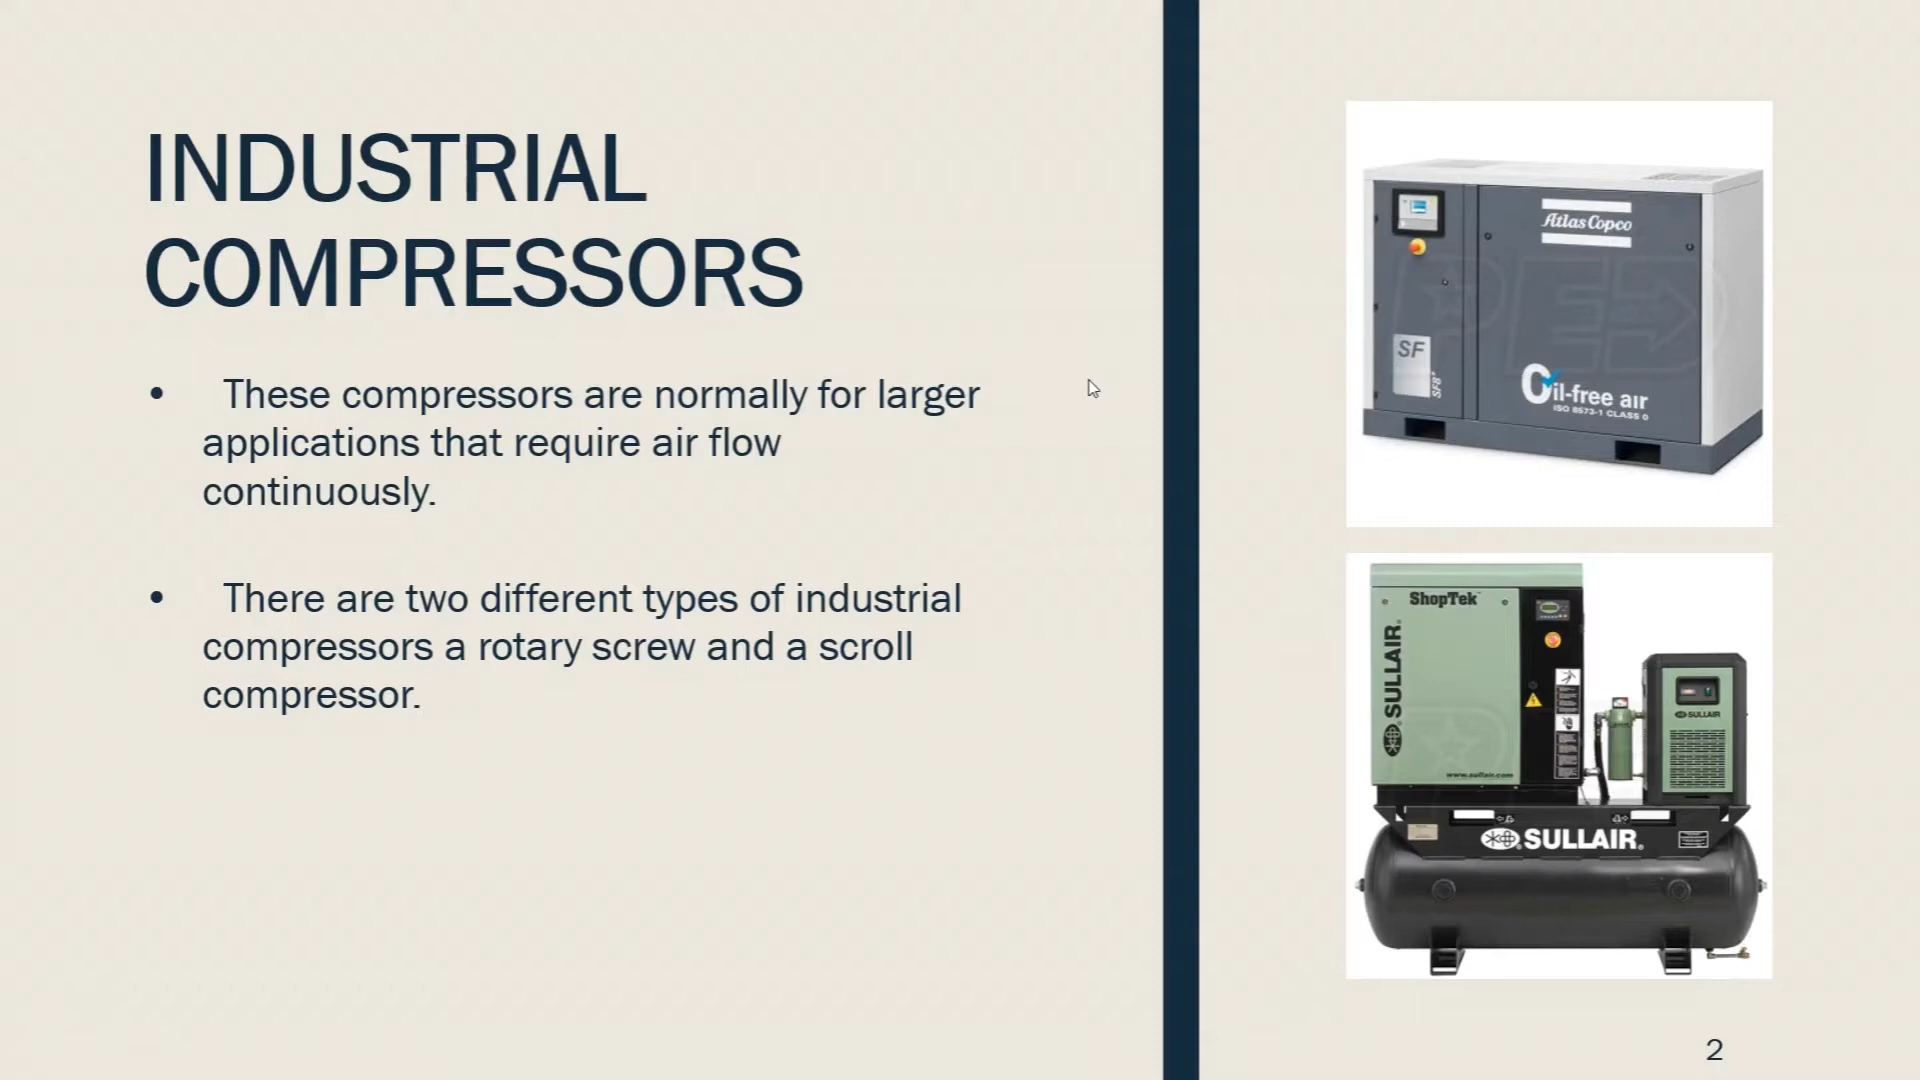 INDUSTRIAL
COMPRESSORS
• These compressors are normally for larger
applications that require air flow
continuously.
• There are two different types of industrial
compressors a rotary screw and a scroll
compressor.
Atlas Copco
SF
SF8+
Oil-free air
ISO 8573-1 CLASS 0
ShopTek
SULLAIR
www.sullair.com
SULLAIR
SULLAIR
2